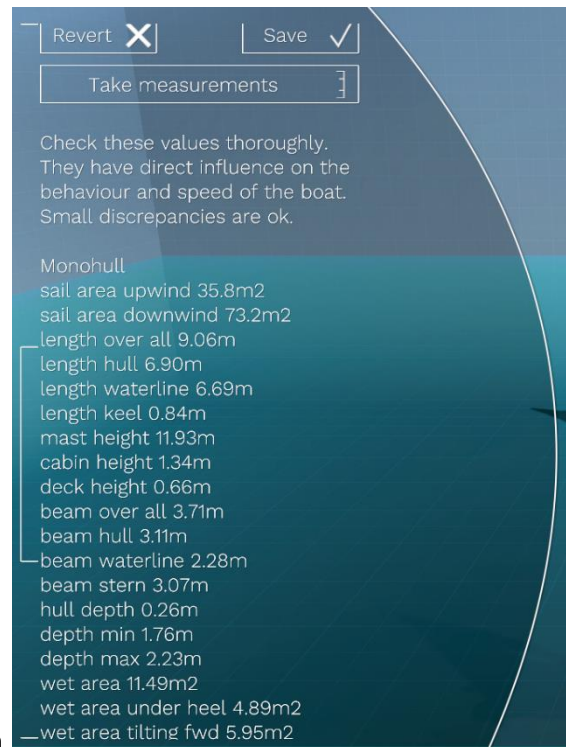 Revert
Save
Take measurements
Check these values thoroughly.
They have direct influence on the
behaviour and speed of the boat.
Small discrepancies are ok.
Monohull
sail area upwind 35.8m2
sail area downwind 73.2m2
length over all 9.06m
length hull 6.90m
length waterline 6.69m
length keel 0.84m
mast height 11.93m
cabin height 1.34m
deck height 0.66m
beam over all 3.71m
beam hull 3.11m
beam waterline 2.28m
beam stern 3.07m
hull depth 0.26m
depth min 1.76m
depth max 2.23m
wet area 11.49m2
wet area under heel 4.89m2
wet area tilting fwd 5.95m2